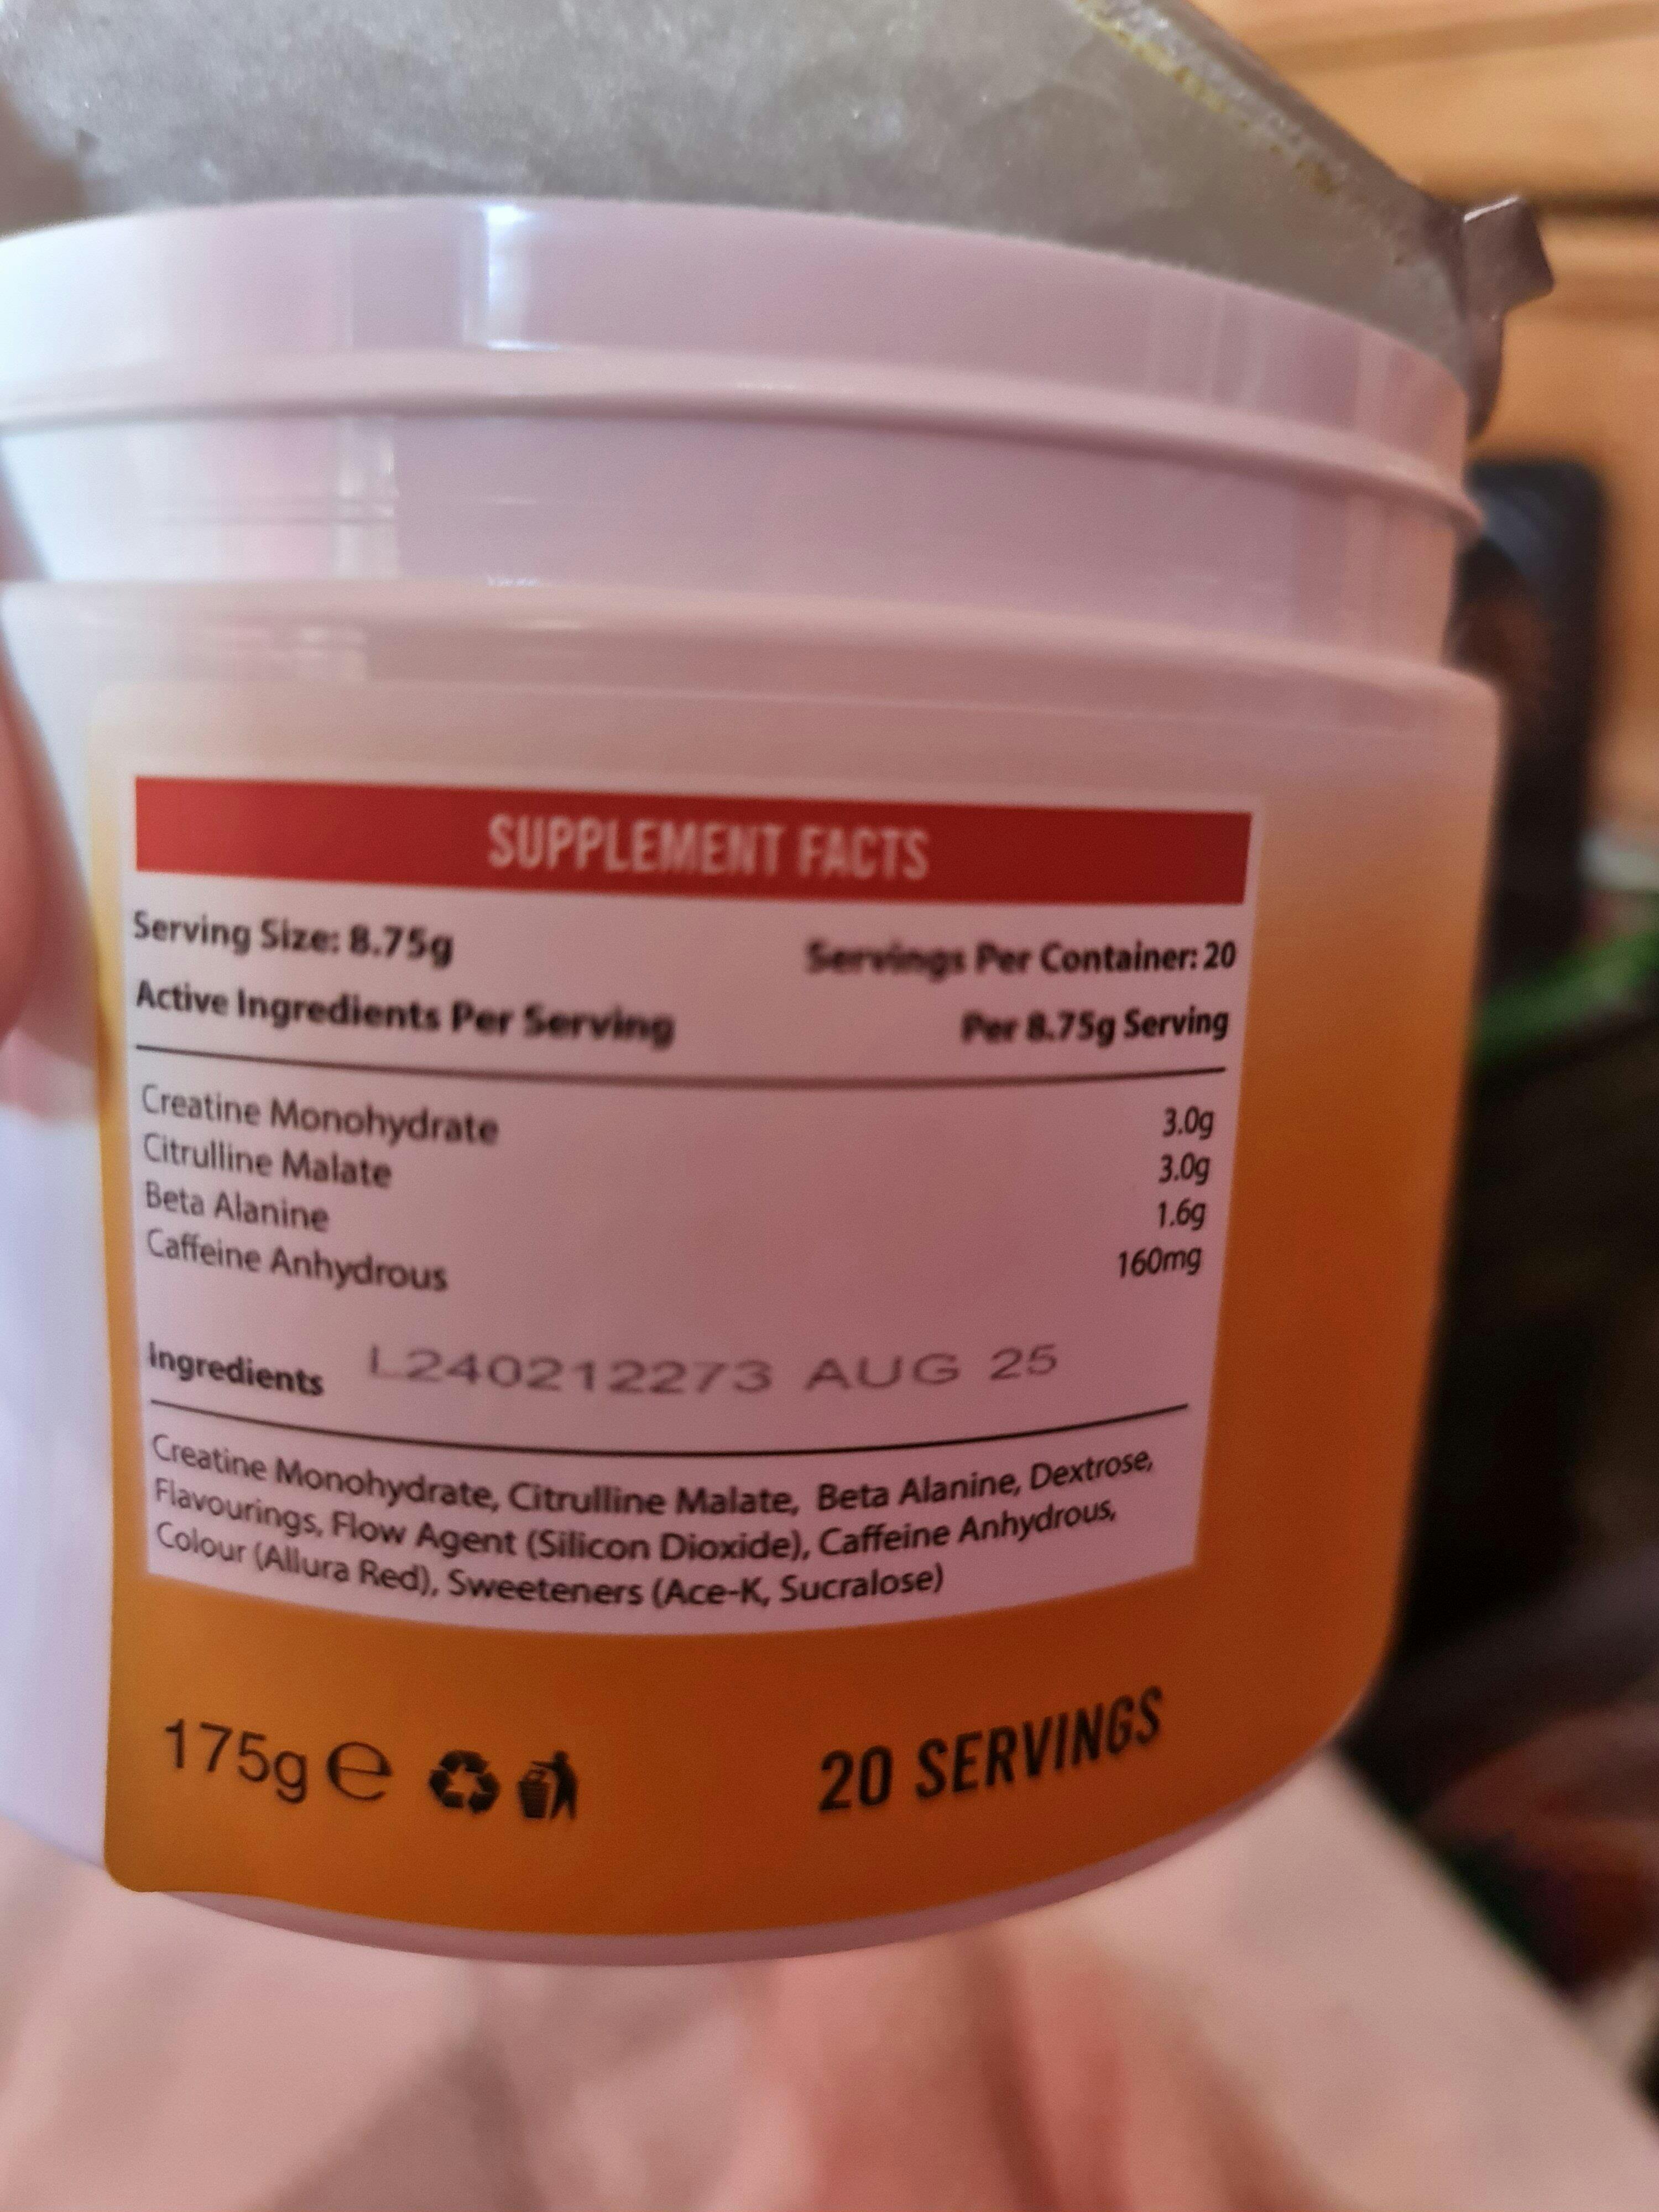 SUPPLEMENT FACTS
Serving Size: 8.75g Servings Per Container: 20
Active Ingredients Per Serving Per 8.75g Serving
Creatine Monohydrate 3.0g
Citrulline Malate 3.0g
Beta Alanine 1.6g
Caffeine Anhydrous 160mg
Ingredients L240212273 AUG 25
Creatine Monohydrate, Citrulline Malate, Beta Alanine, Dextrose,
Flavourings, Flow Agent (Silicon Dioxide), Caffeine Anhydrous,
Colour (Allura Red), Sweeteners (Ace-K, Sucralose)
175g ℮ 20 SERVINGS